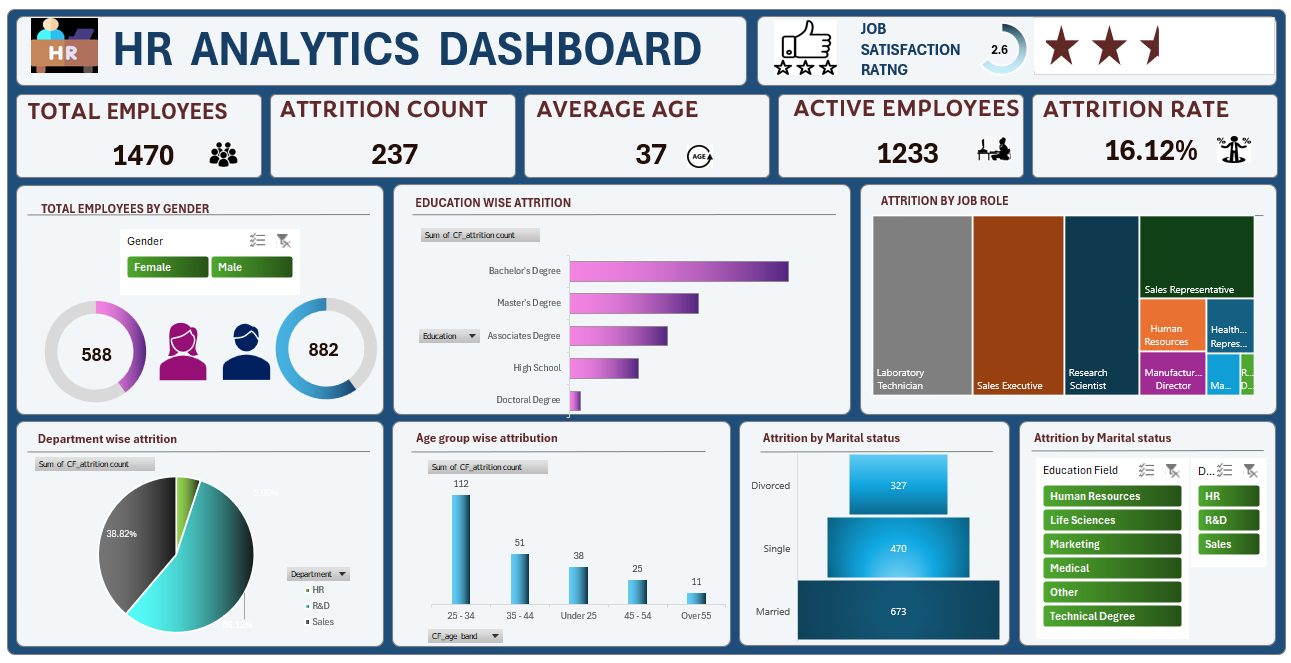 HR
HR ANALYTICS DASHBOARD
JOB
SATISFACTION
RATNG
2.6
TOTAL EMPLOYEES
1470
ATTRITION COUNT
237
AVERAGE AGE
37
AGE
ACTIVE EMPLOYEES
1233
ATTRITION RATE
16.12%
% %
TOTAL EMPLOYEES BY GENDER
Gender
Female
Male
588
882
EDUCATION WISE ATTRITION
Sum of CF_attrition count
Bachelor's Degree
Master's Degree
Education
Associates Degree
High School
Doctoral Degree
ATTRITION BY JOB ROLE
Laboratory
Technician
Sales Executive
Research
Scientist
Sales Representative
Human
Resources
Health...
Repres...
Manufactur...
Director
Ma...
R...
D...
Department wise attrition
Sum of CF_attrition count
38.82%
Department
HR
R&D
Sales
Age group wise attribution
Sum of CF_attrition count
112
51
38
25
11
25 - 34
35 - 44
Under 25
45 - 54
Over 55
CF_age band
Attrition by Marital status
Divorced
327
Single
470
Married
673
Attrition by Marital status
Education Field
Human Resources
Life Sciences
Marketing
Medical
Other
Technical Degree
D...
HR
R&D
Sales